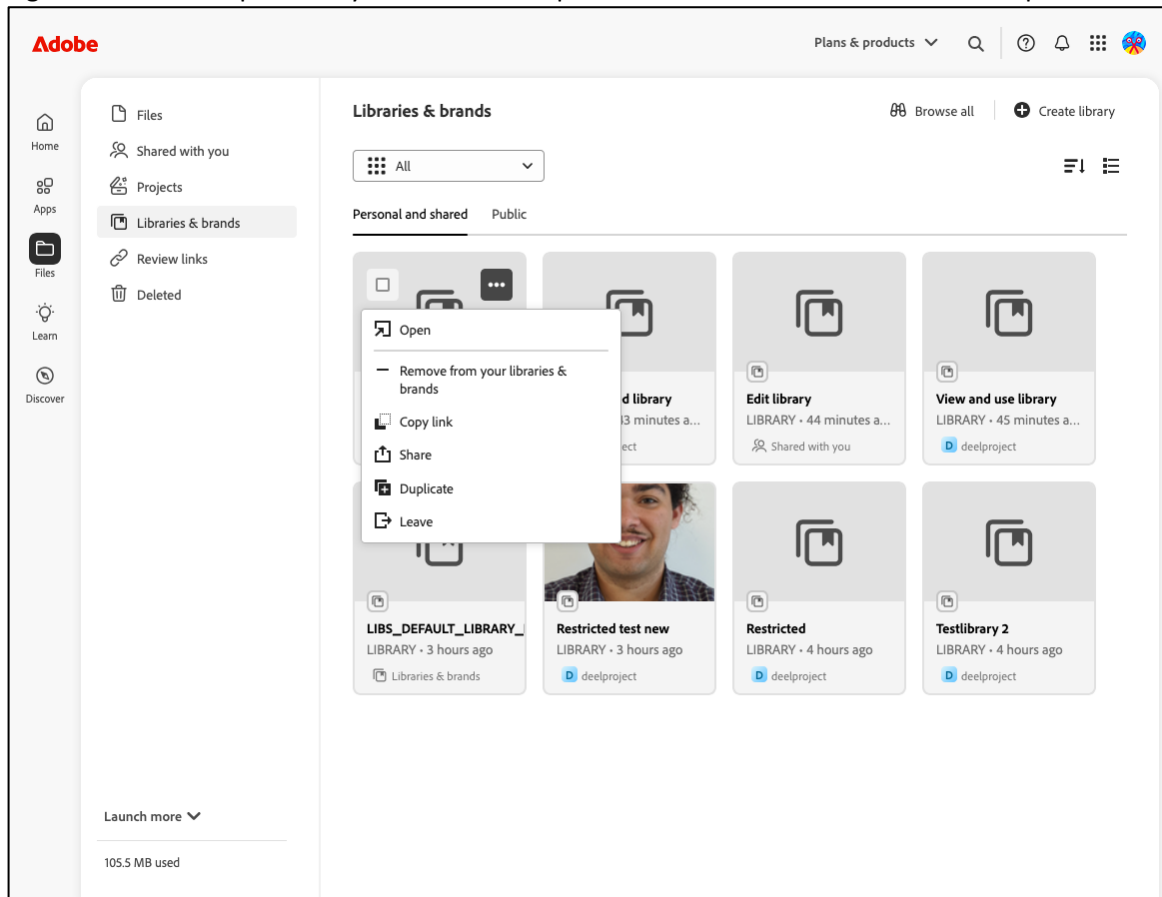 Adobe
Plans & products
Home
Apps
Files
Learn
Discover
Files
Shared with you
Projects
Libraries & brands
Review links
Deleted
Launch more
105.5 MB used
Libraries & brands
Browse all
Create library
All
Personal and shared
Public
Open
Remove from your libraries &
brands
Copy link
Share
Duplicate
Leave
d library
3 minutes a...
ect
Edit library
LIBRARY • 44 minutes a...
Shared with you
View and use library
LIBRARY • 45 minutes a...
D deelproject
LIBS_DEFAULT_LIBRARY_
LIBRARY • 3 hours ago
Libraries & brands
Restricted test new
LIBRARY • 3 hours ago
D deelproject
Restricted
LIBRARY • 4 hours ago
D deelproject
Testlibrary 2
LIBRARY • 4 hours ago
D deelproject